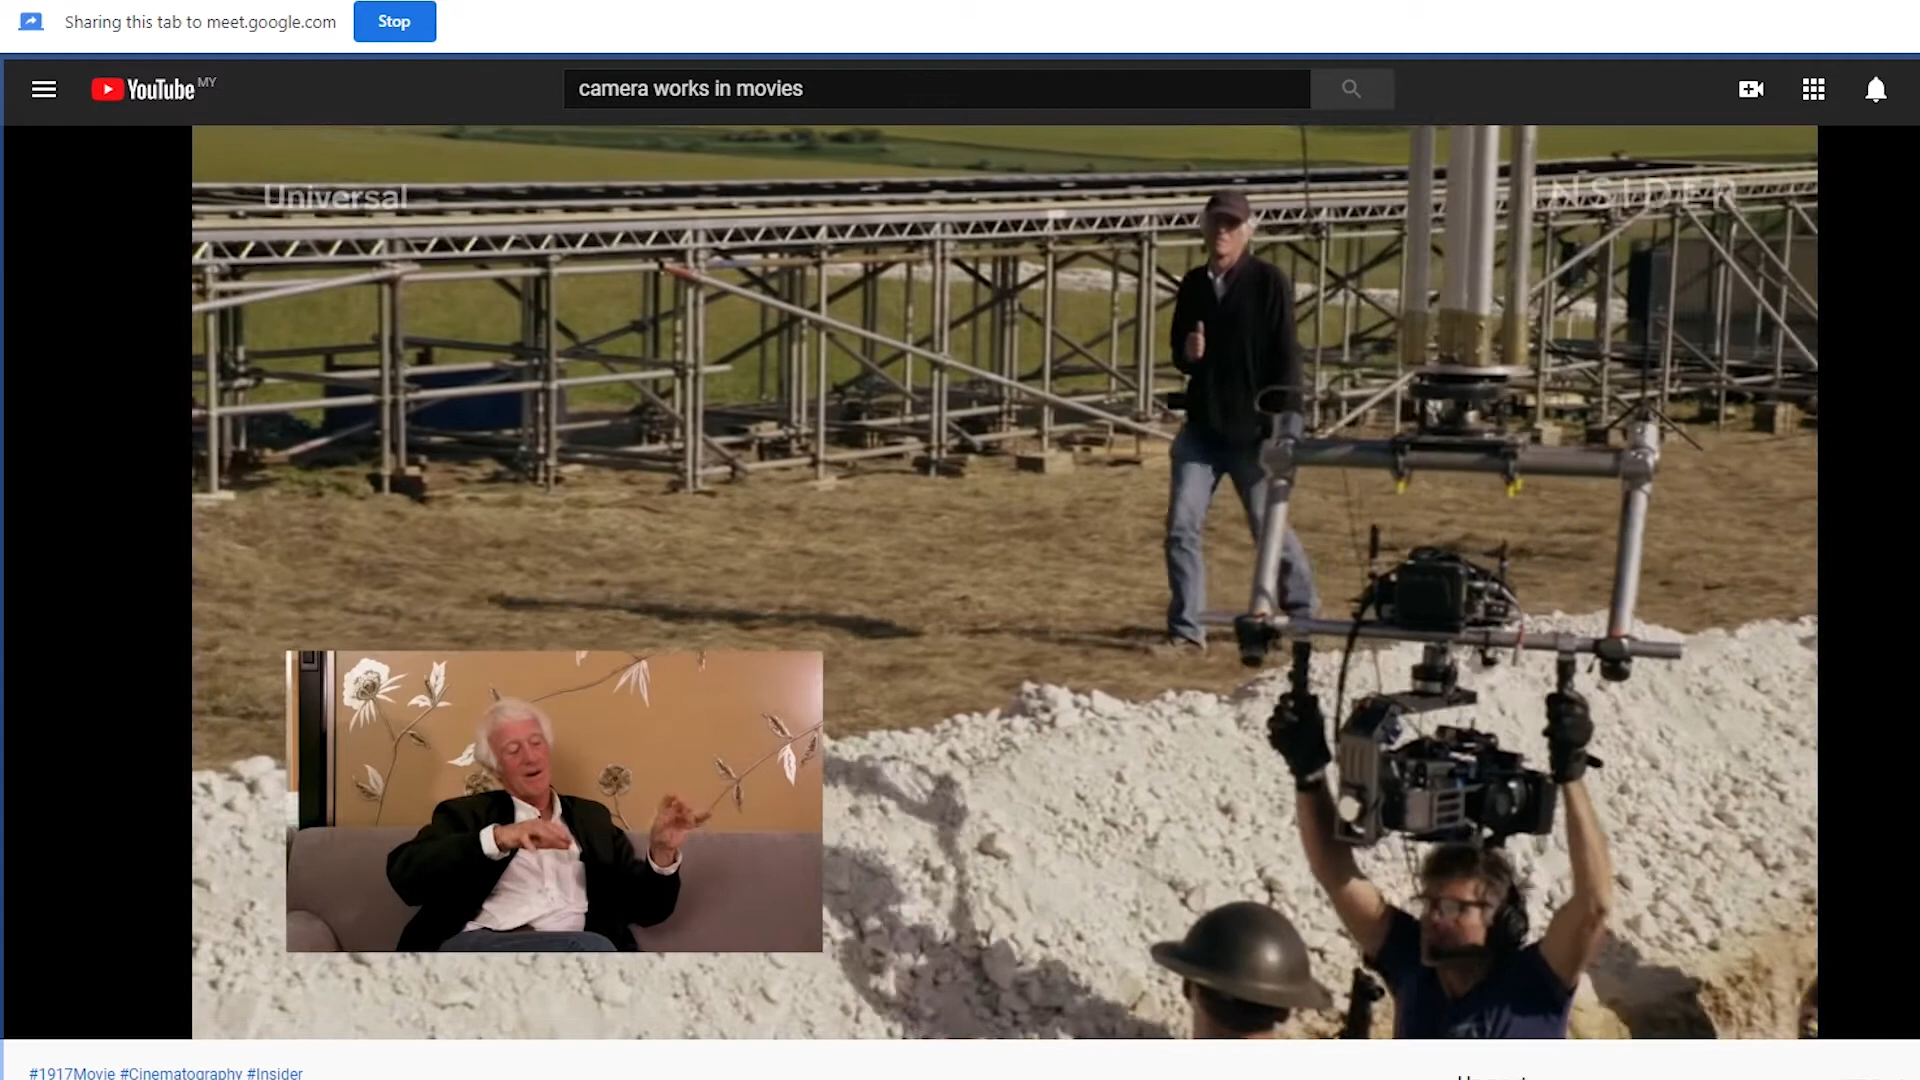 Sharing this tab to meet.google.com
Stop
YouTube MY
camera works in movies
Universal
INSIDER
#1917Movie #Cinematography #Insider